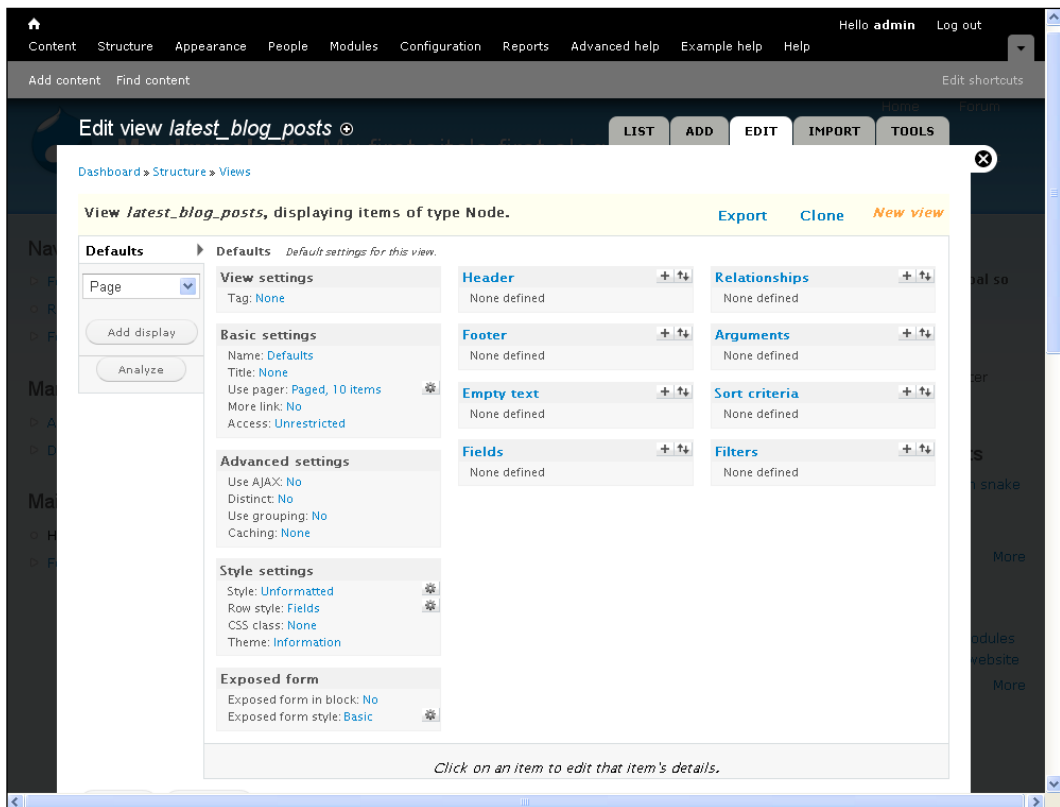 Hello admin Log out
Content Structure Appearance People Modules Configuration Reports Advanced help Example help Help
Add content Find content Edit shortcuts
Home Forum
Edit view latest_blog_posts
LIST ADD EDIT IMPORT TOOLS
Dashboard » Structure » Views
View latest_blog_posts, displaying items of type Node.
Export Clone New view
Defaults
Page
Add display
Analyze
Defaults Default settings for this view.
View settings
Tag: None
Basic settings
Name: Defaults
Title: None
Use pager: Paged, 10 items
More link: No
Access: Unrestricted
Advanced settings
Use AJAX: No
Distinct: No
Use grouping: No
Caching: None
Style settings
Style: Unformatted
Row style: Fields
CSS class: None
Theme: Information
Exposed form
Exposed form in block: No
Exposed form style: Basic
Header
None defined
Footer
None defined
Empty text
None defined
Fields
None defined
Relationships
None defined
Arguments
None defined
Sort criteria
None defined
Filters
None defined
Click on an item to edit that item's details.
so
snake
More
More